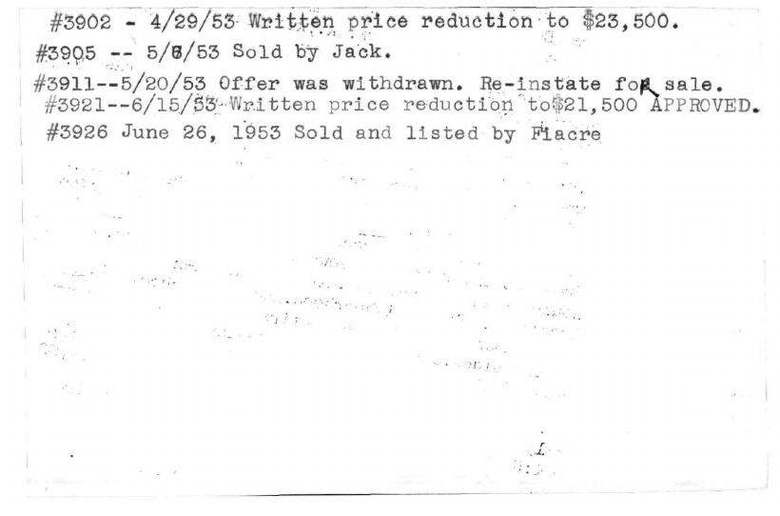 #3902 - 4/29/53 Written price reduction to $23,500.
#3905 -- 5/6/53 Sold by Jack.
#3911--5/20/53 Offer was withdrawn. Re-instate for sale.
#3921--6/15/53 Written price reduction to$21,500 APPROVED.
#3926 June 26, 1953 Sold and listed by Fiacre